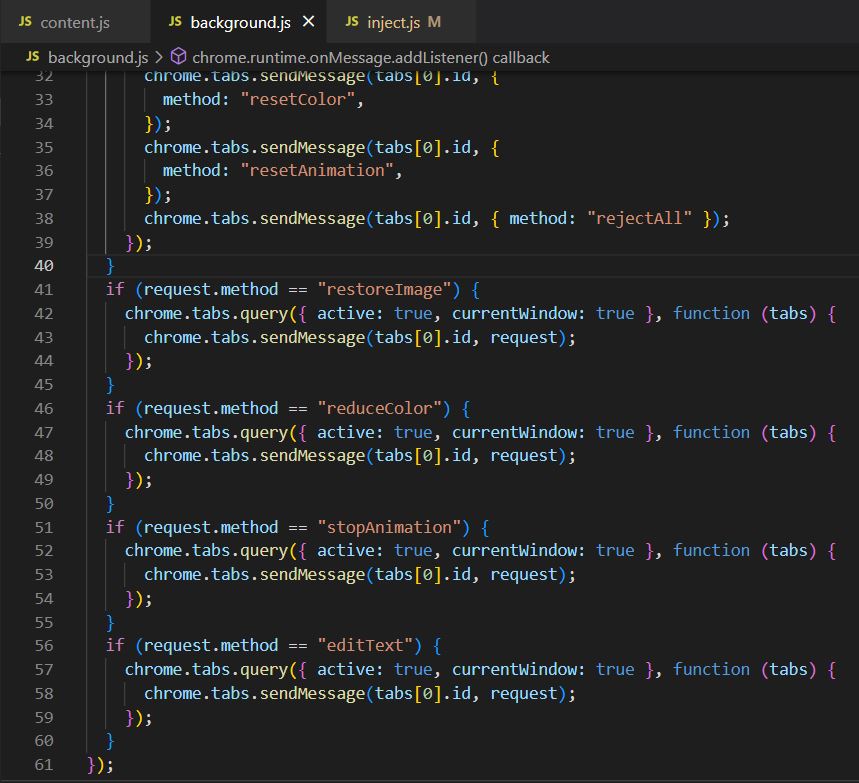 JS content.js JS background.js × JS inject.js M
JS background.js > chrome.runtime.onMessage.addListener() callback
32 chrome.tabs.sendMessage(tabs[0].id, {
33 method: "resetColor",
34 });
35 chrome.tabs.sendMessage(tabs[0].id, {
36 method: "resetAnimation",
37 });
38 chrome.tabs.sendMessage(tabs[0].id, { method: "rejectAll" });
39 });
40 }
41 if (request.method == "restoreImage") {
42 chrome.tabs.query({ active: true, currentWindow: true }, function (tabs) {
43 chrome.tabs.sendMessage(tabs[0].id, request);
44 });
45 }
46 if (request.method == "reduceColor") {
47 chrome.tabs.query({ active: true, currentWindow: true }, function (tabs) {
48 chrome.tabs.sendMessage(tabs[0].id, request);
49 });
50 }
51 if (request.method == "stopAnimation") {
52 chrome.tabs.query({ active: true, currentWindow: true }, function (tabs) {
53 chrome.tabs.sendMessage(tabs[0].id, request);
54 });
55 }
56 if (request.method == "editText") {
57 chrome.tabs.query({ active: true, currentWindow: true }, function (tabs) {
58 chrome.tabs.sendMessage(tabs[0].id, request);
59 });
60 }
61 });